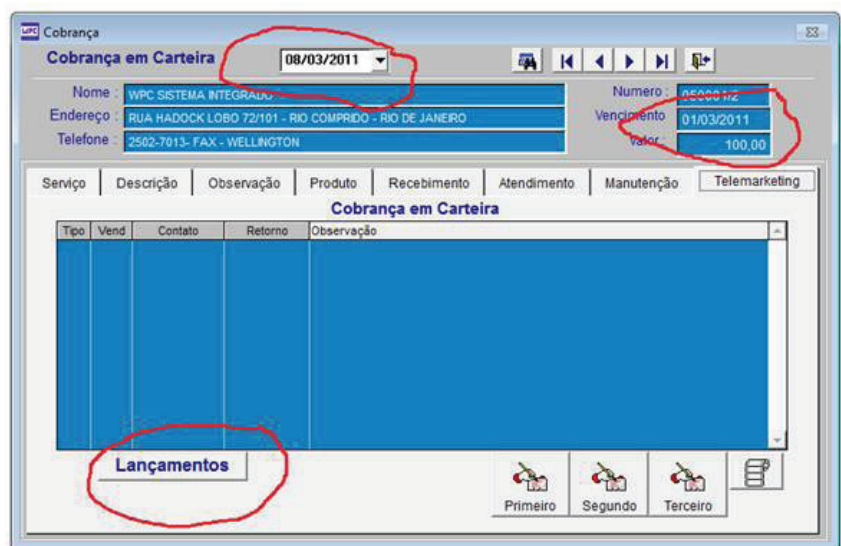 WPC Cobrança
Cobrança em Carteira 08/03/2011
Nome : WPC SISTEMA INTEGRADO Numero : 050001/2
Endereço : RUA HADOCK LOBO 72/101 - RIO COMPRIDO - RIO DE JANEIRO Vencimento 01/03/2011
Telefone : 2502-7013- FAX - WELLINGTON Valor : 100,00
Serviço Descrição Observação Produto Recebimento Atendimento Manutenção Telemarketing
Cobrança em Carteira
Tipo Vend Contato Retorno Observação
Lançamentos
Primeiro Segundo Terceiro